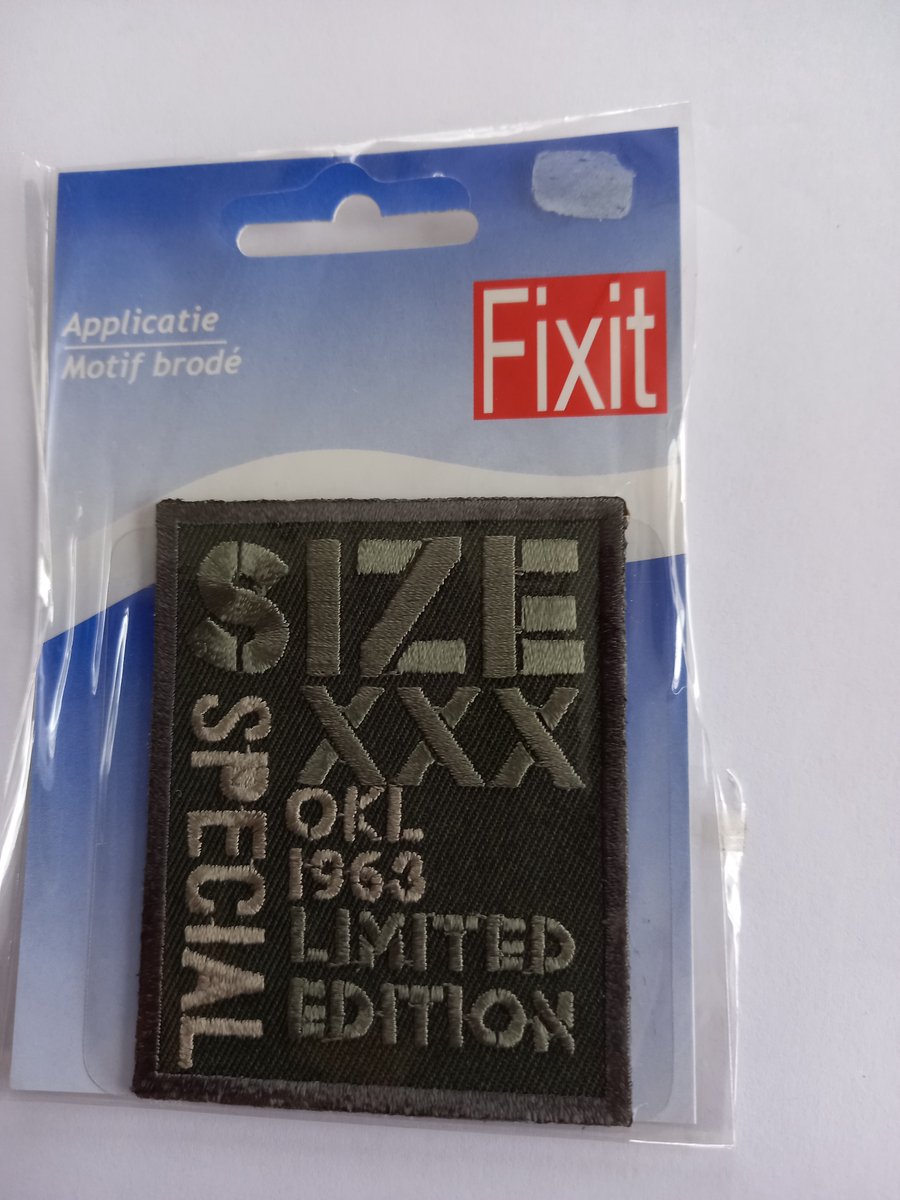 Applicatie
Motif brodé
Fixit
SIZE
XXX
SPECIAL
OKL
1963
LIMITED
EDITION